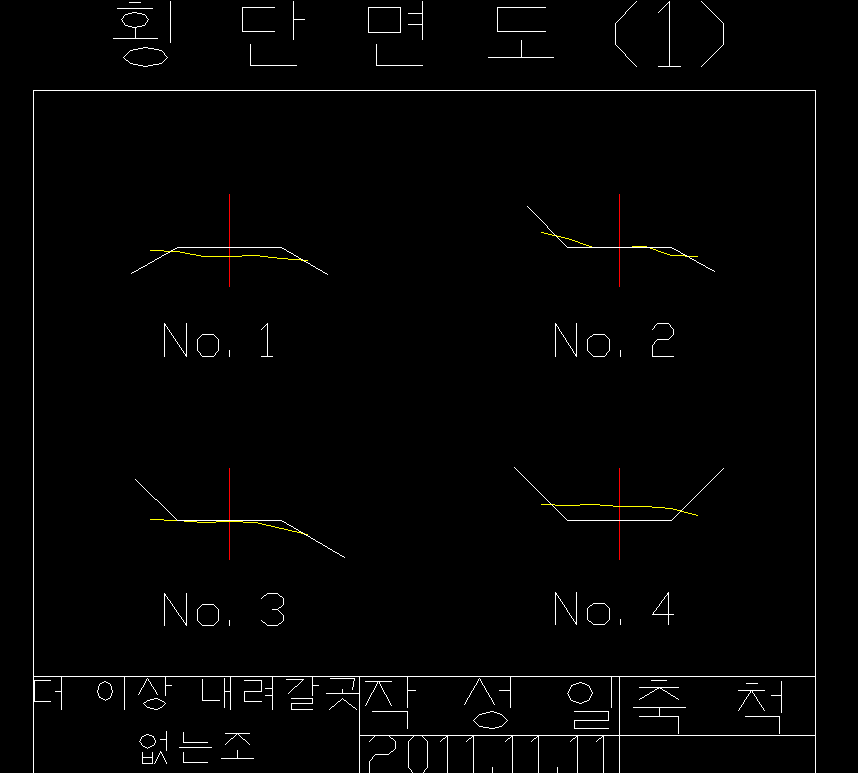 횡 단 면 도 (1)
No. 1
No. 2
No. 3
No. 4
더 이상 내려갈곳
없는조
작 성 일
축 척
2011.11.11